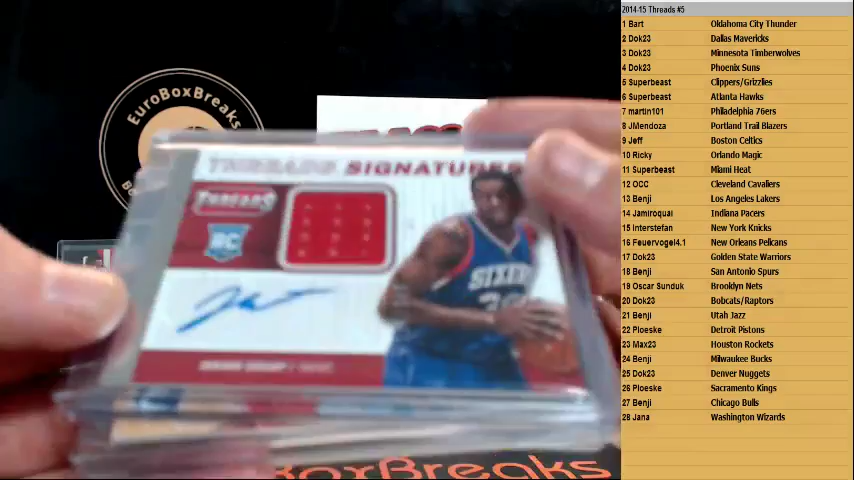 EuroBoxBreaks
THREADS SIGNATURES
THREADS
RC
SIXERS
BoxBreaks
2014-15 Threads #5
1 Bart Oklahoma City Thunder
2 Dok23 Dallas Mavericks
3 Dok23 Minnesota Timberwolves
4 Dok23 Phoenix Suns
5 Superbeast Clippers/Grizzlies
6 Superbeast Atlanta Hawks
7 martin101 Philadelphia 76ers
8 JMendoza Portland Trail Blazers
9 Jeff Boston Celtics
10 Ricky Orlando Magic
11 Superbeast Miami Heat
12 OCC Cleveland Cavaliers
13 Benji Los Angeles Lakers
14 Jamiroquai Indiana Pacers
15 Interstefan New York Knicks
16 Feuervogel4.1 New Orleans Pelicans
17 Dok23 Golden State Warriors
18 Benji San Antonio Spurs
19 Oscar Sunduk Brooklyn Nets
20 Dok23 Bobcats/Raptors
21 Benji Utah Jazz
22 Ploeske Detroit Pistons
23 Max23 Houston Rockets
24 Benji Milwaukee Bucks
25 Dok23 Denver Nuggets
26 Ploeske Sacramento Kings
27 Benji Chicago Bulls
28 Jana Washington Wizards